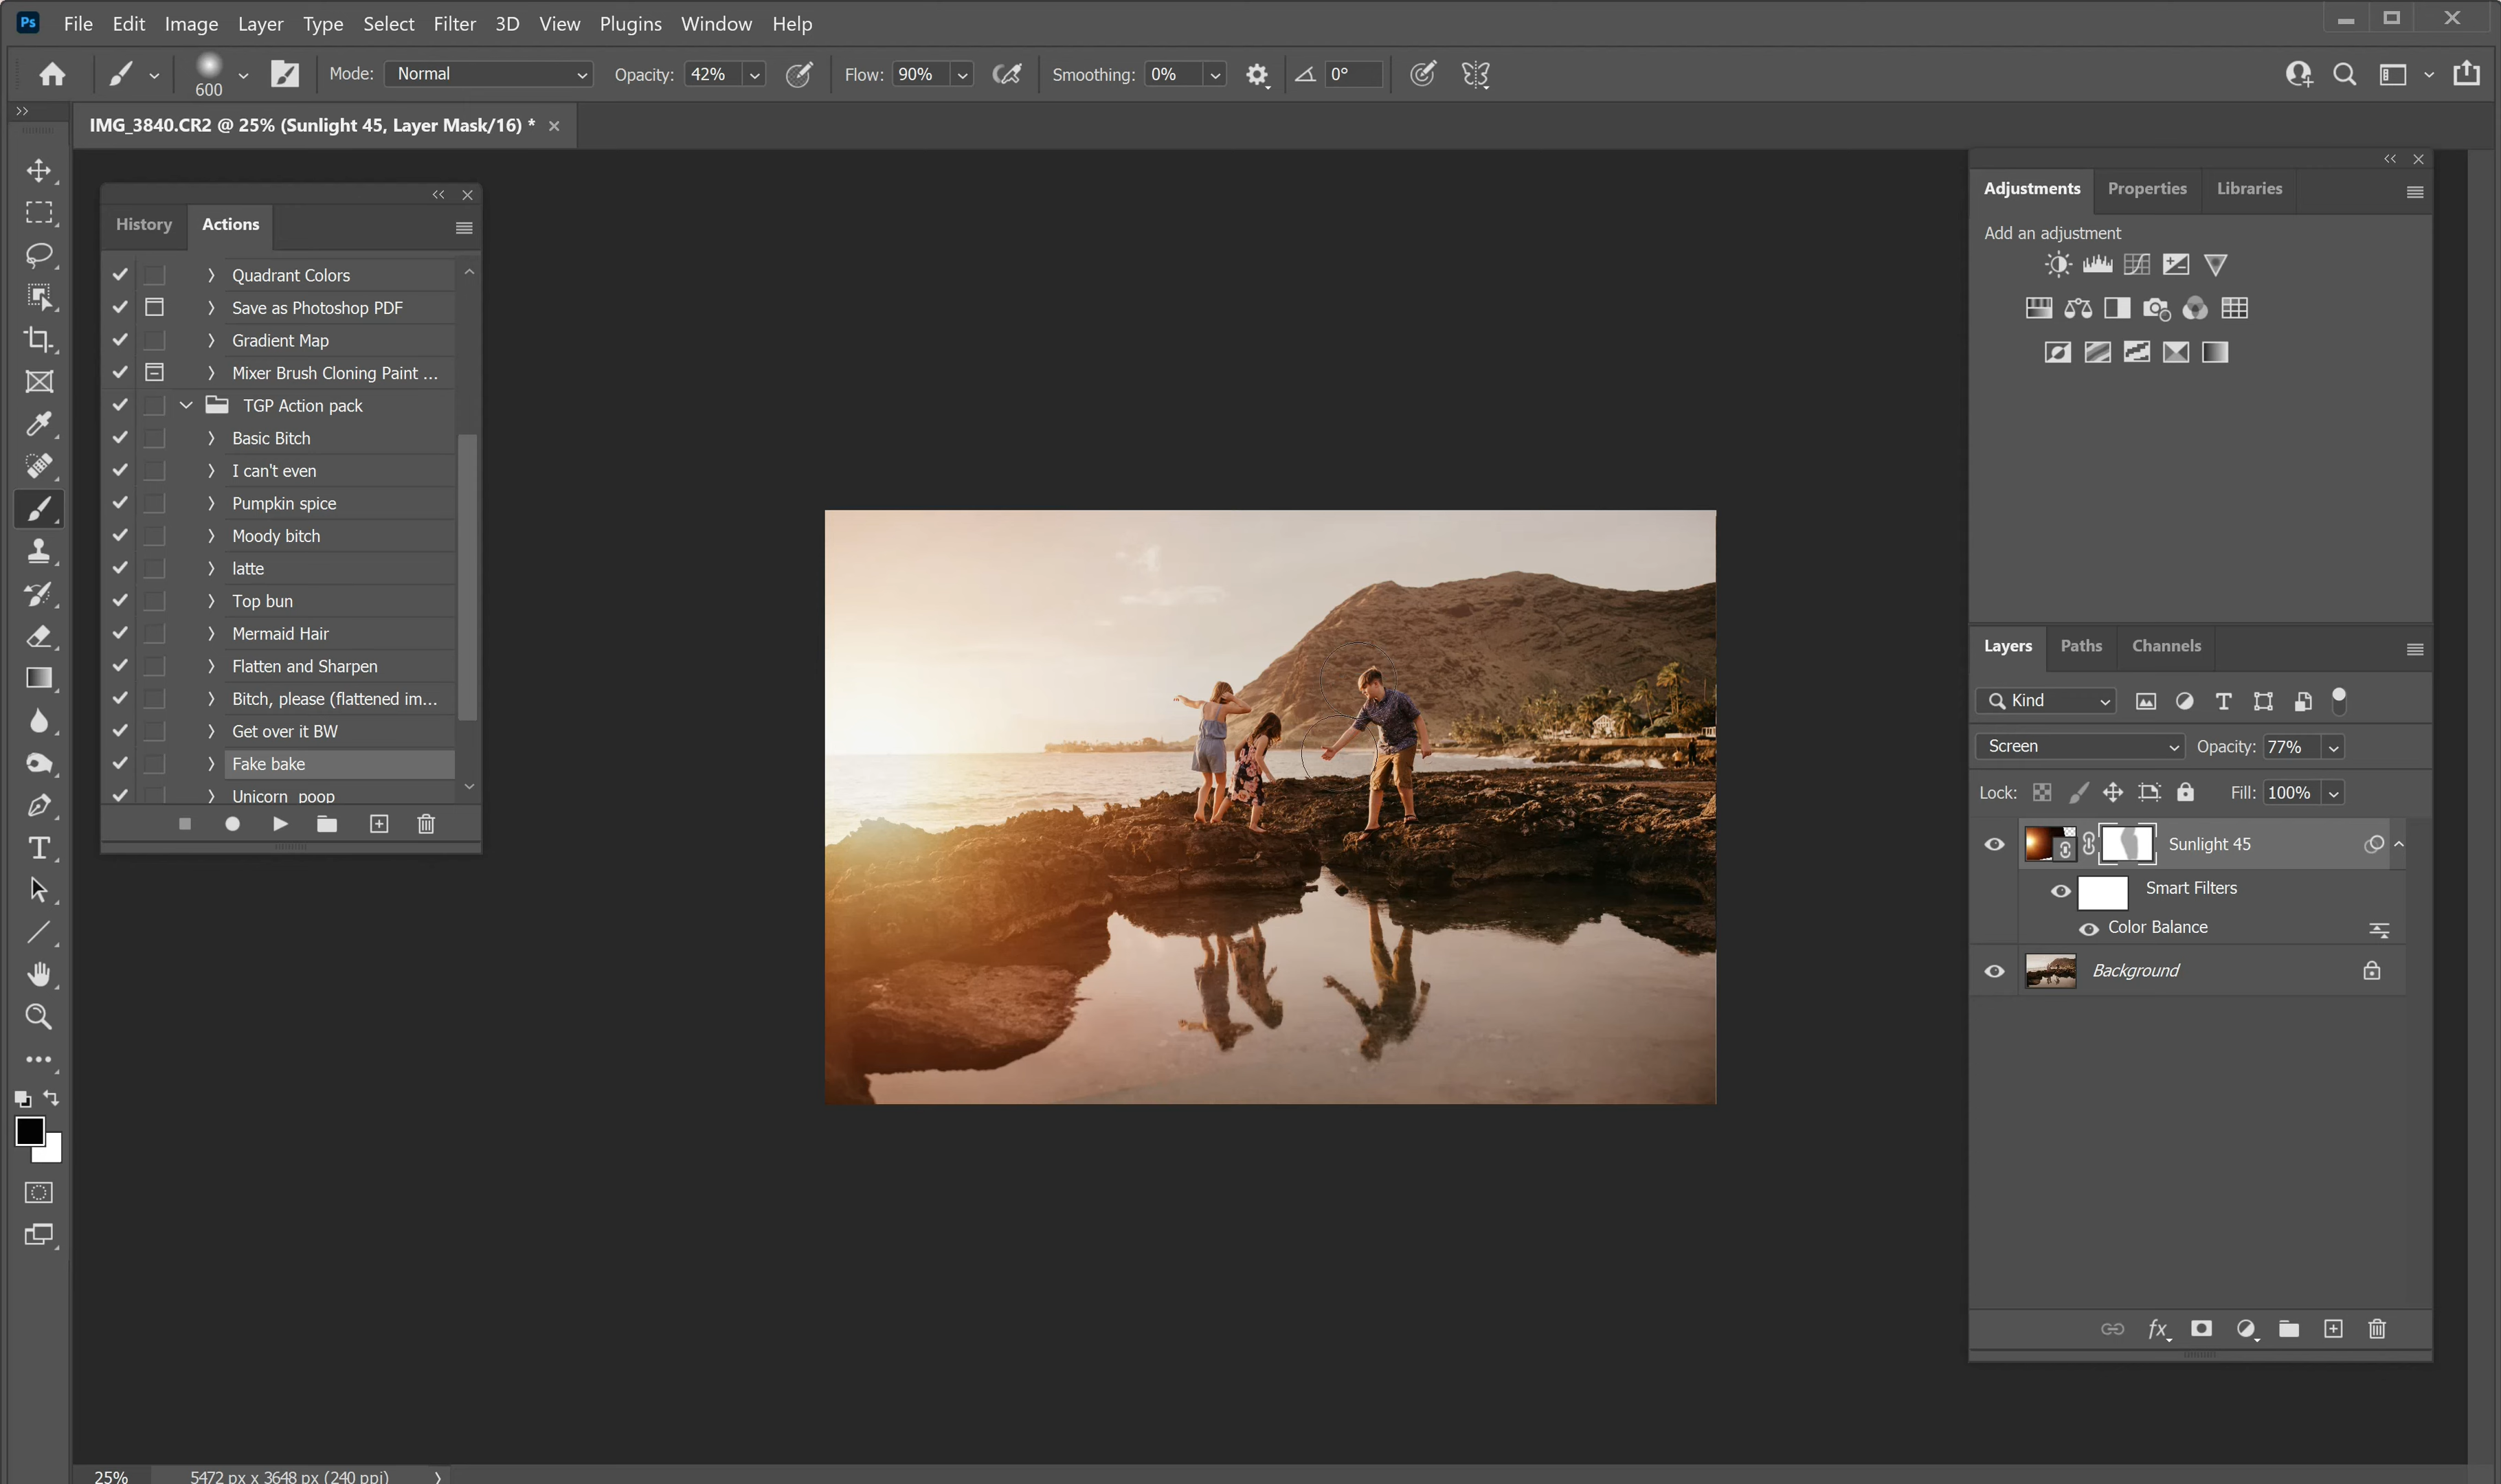 Ps File Edit Image Layer Type Select Filter 3D View Plugins Window Help
600 Mode: Normal Opacity: 42% Flow: 90% Smoothing: 0% 0°
IMG_3840.CR2 @ 25% (Sunlight 45, Layer Mask/16) *
History Actions
Quadrant Colors
Save as Photoshop PDF
Gradient Map
Mixer Brush Cloning Paint ...
TGP Action pack
Basic Bitch
I can't even
Pumpkin spice
Moody bitch
latte
Top bun
Mermaid Hair
Flatten and Sharpen
Bitch, please (flattened im...
Get over it BW
Fake bake
Unicorn poop
Adjustments Properties Libraries
Add an adjustment
Layers Paths Channels
Kind
Screen Opacity: 77%
Lock: Fill: 100%
Sunlight 45
Smart Filters
Color Balance
Background
fx
25% 5472 px x 3648 px (240 ppi)